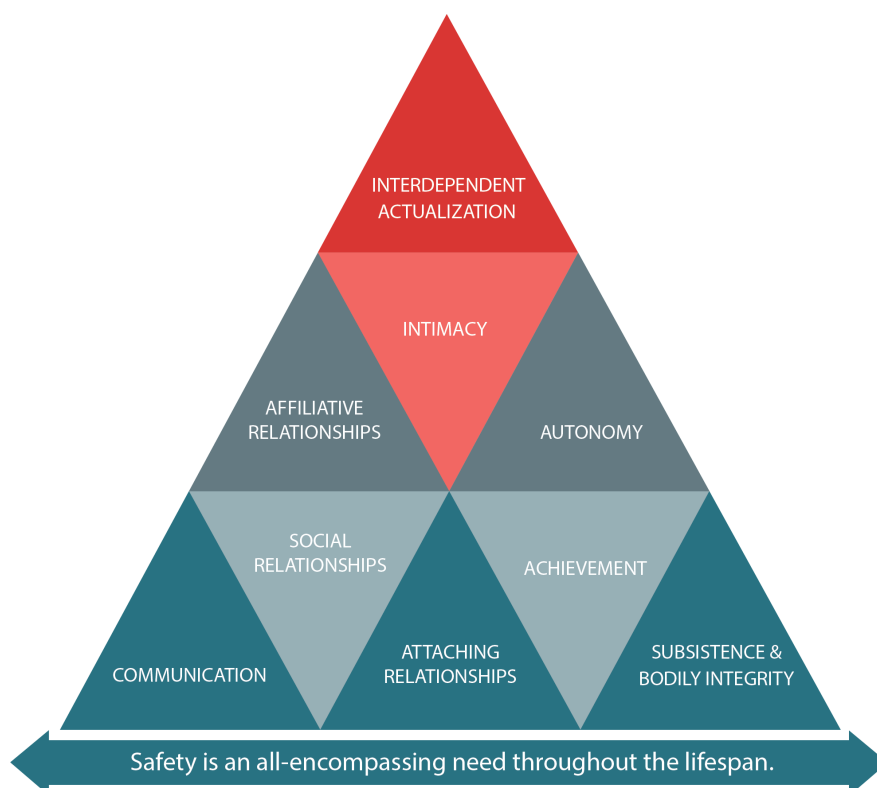 INTERDEPENDENT
ACTUALIZATION
INTIMACY
AFFILIATIVE
RELATIONSHIPS
AUTONOMY
SOCIAL
RELATIONSHIPS
ACHIEVEMENT
COMMUNICATION
ATTACHING
RELATIONSHIPS
SUBSISTENCE &
BODILY INTEGRITY
Safety is an all-encompassing need throughout the lifespan.